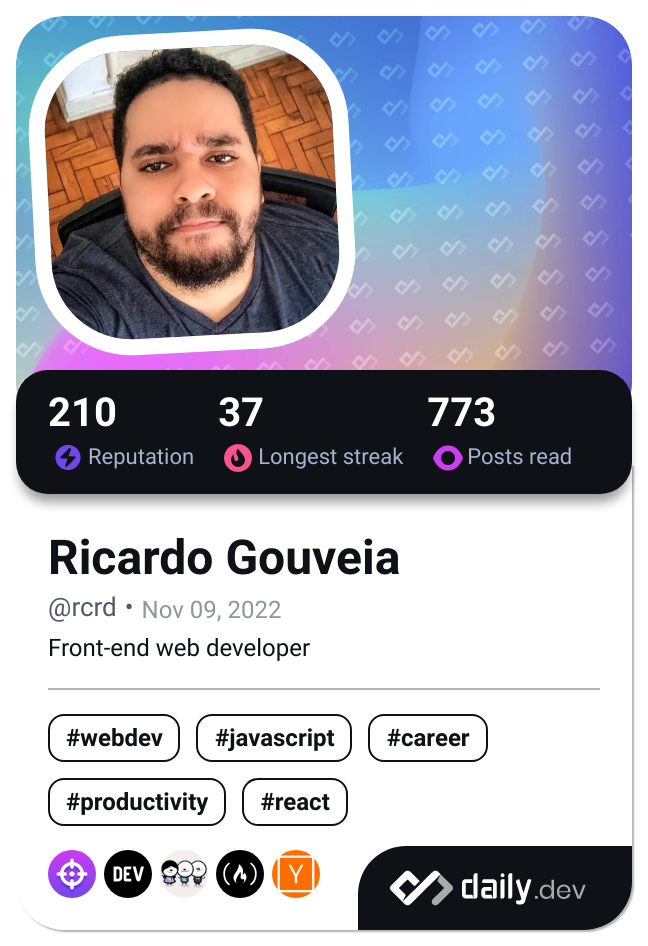 210 37 773
Reputation Longest streak Posts read
Ricardo Gouveia
@rcrd • Nov 09, 2022
Front-end web developer
#webdev #javascript #career
#productivity #react
DEV Y
daily.dev